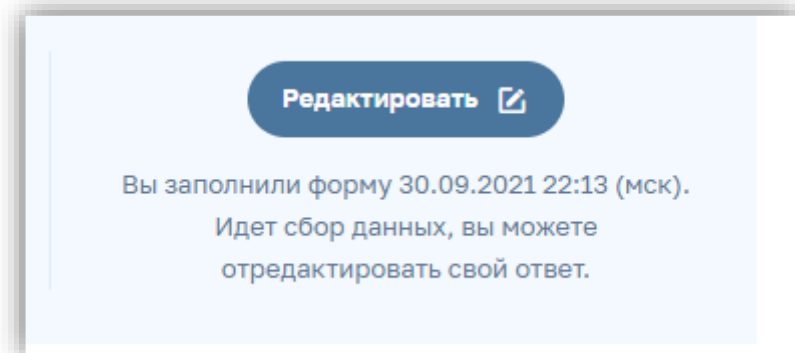 Редактировать
Вы заполнили форму 30.09.2021 22:13 (мск).
Идет сбор данных, вы можете
отредактировать свой ответ.